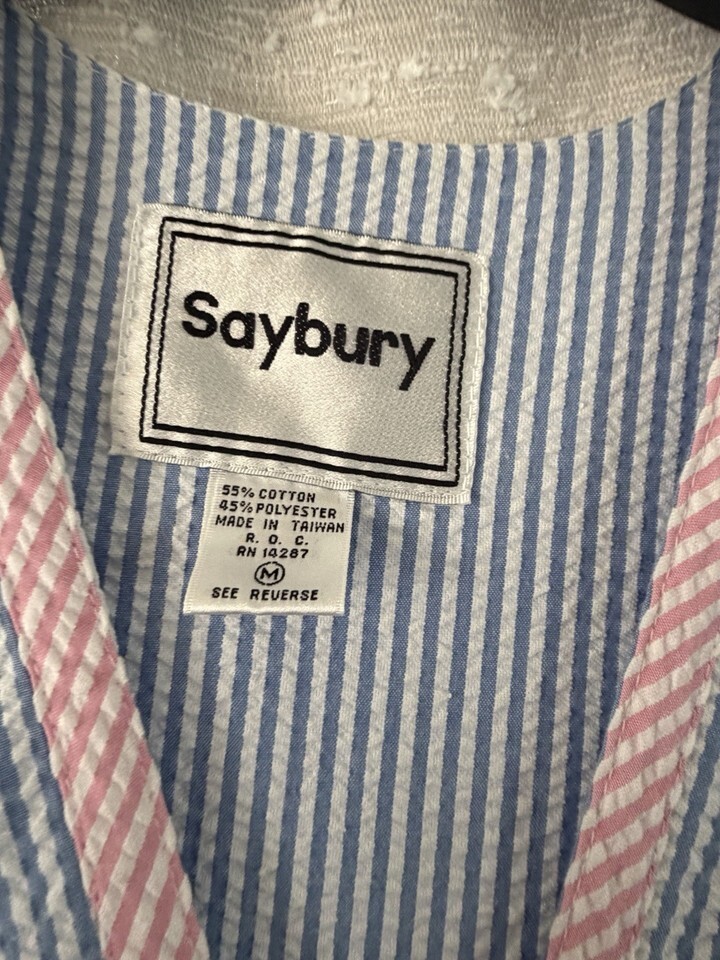 Saybury
55% COTTON
45% POLYESTER
MADE IN TAIWAN
R. O. C.
RN 14287
M
SEE REVERSE